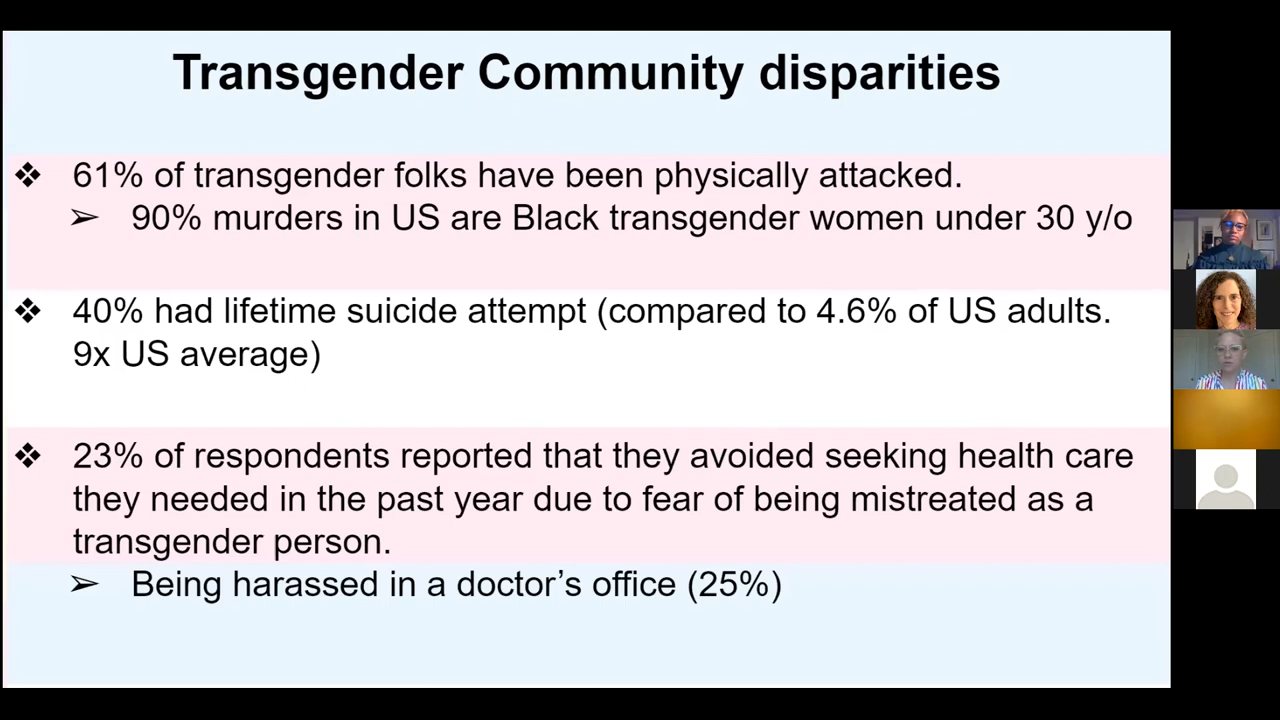 Transgender Community disparities
❖ 61% of transgender folks have been physically attacked.
➢ 90% murders in US are Black transgender women under 30 y/o
❖ 40% had lifetime suicide attempt (compared to 4.6% of US adults.
9x US average)
❖ 23% of respondents reported that they avoided seeking health care
they needed in the past year due to fear of being mistreated as a
transgender person.
➢ Being harassed in a doctor’s office (25%)